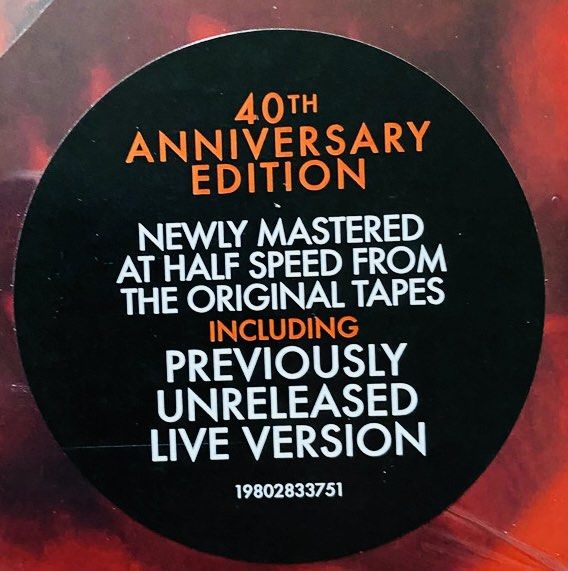 40TH
ANNIVERSARY
EDITION
NEWLY MASTERED
AT HALF SPEED FROM
THE ORIGINAL TAPES
INCLUDING
PREVIOUSLY
UNRELEASED
LIVE VERSION
19802833751